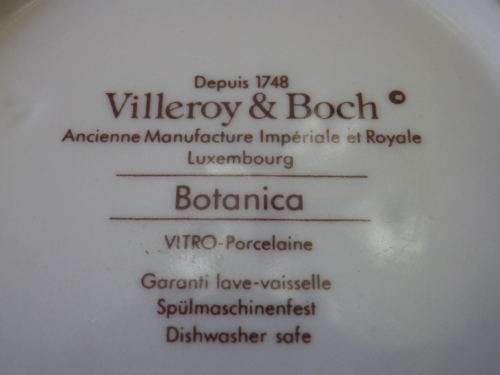 Depuis 1748
Villeroy & Boch ©
Ancienne Manufacture Impériale et Royale
Luxembourg
Botanica
VITRO-Porcelaine
Garanti lave-vaisselle
Spülmaschinenfest
Dishwasher safe